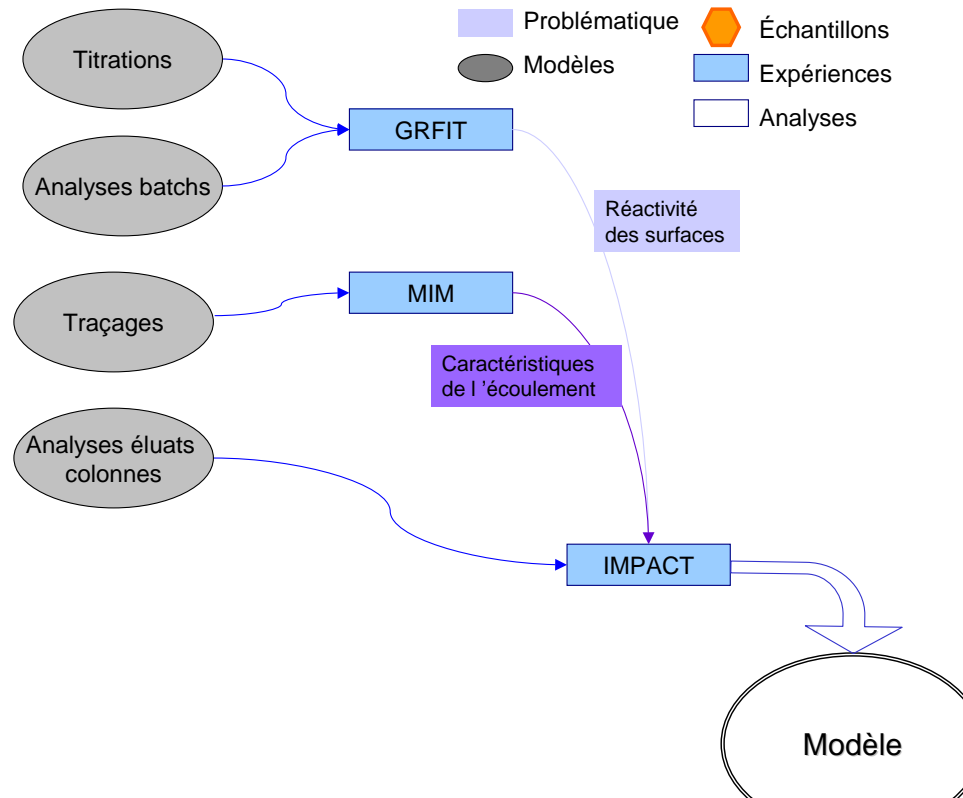 Problématique
Échantillons
Modèles
Expériences
Analyses
Titrations
GRFIT
Analyses batchs
Réactivité
des surfaces
MIM
Traçages
Caractéristiques
de l ’écoulement
Analyses éluats
colonnes
IMPACT
Modèle